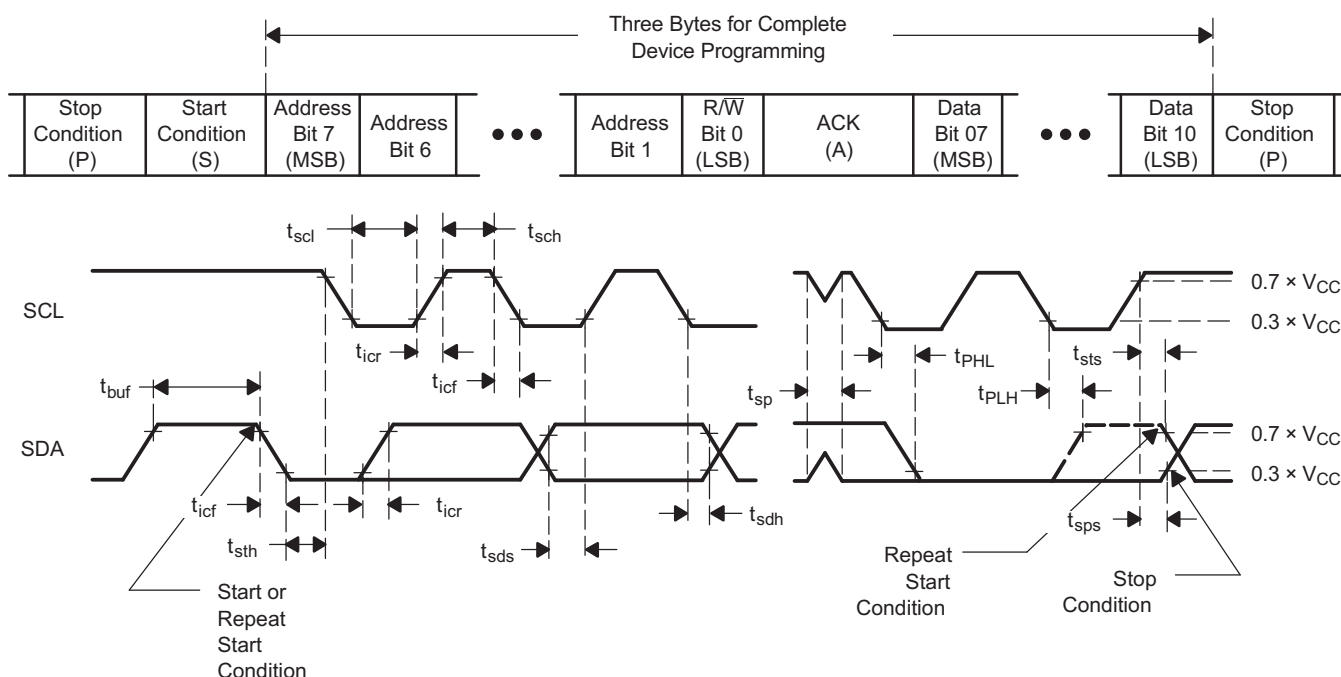 Three Bytes for Complete
Device Programming
Stop
Condition
(P)
Start
Condition
(S)
Address
Bit 7
(MSB)
Address
Bit 6
•••
Address
Bit 1
R/W̅
Bit 0
(LSB)
ACK
(A)
Data
Bit 07
(MSB)
•••
Data
Bit 10
(LSB)
Stop
Condition
(P)
tscl
tsch
SCL
0.7 × VCC
0.3 × VCC
ticr
ticf
tbuf
tsp
tPHL
tPLH
tsts
SDA
0.7 × VCC
0.3 × VCC
ticf
ticr
tsth
tsds
tsdh
tsps
Start or
Repeat
Start
Condition
Repeat
Start
Condition
Stop
Condition